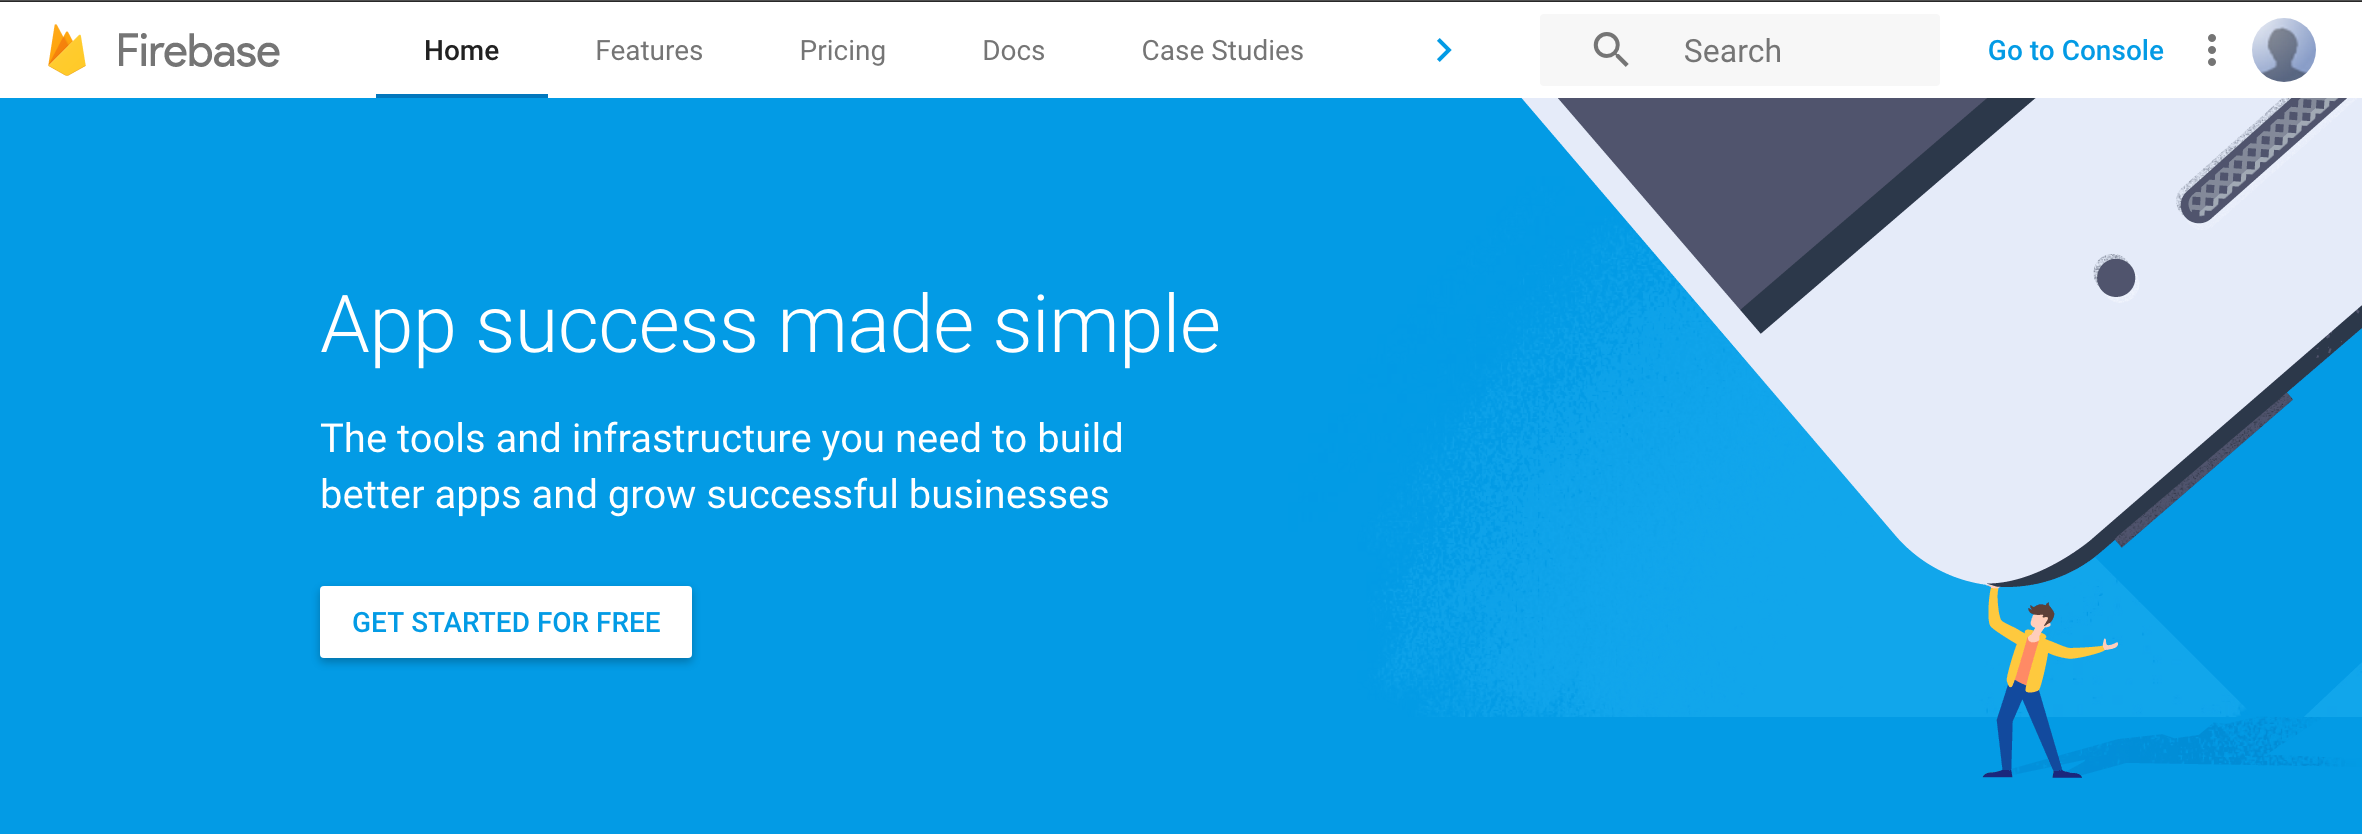 Firebase Home Features Pricing Docs Case Studies Search Go to Console
App success made simple
The tools and infrastructure you need to build
better apps and grow successful businesses
GET STARTED FOR FREE